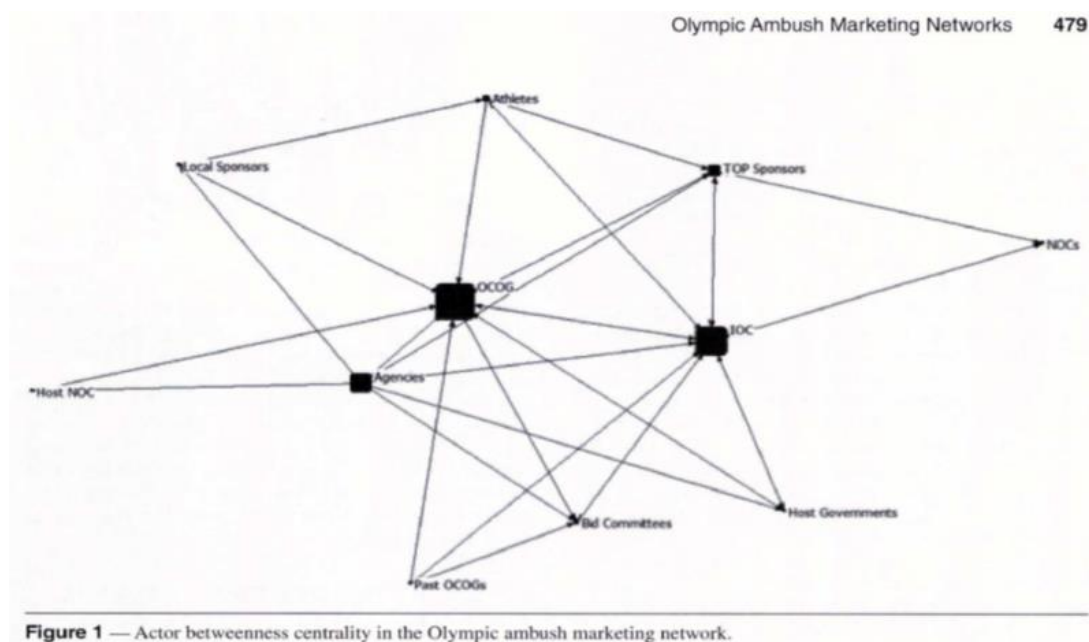 Olympic Ambush Marketing Networks 479
Athletes
Local Sponsors
TOP Sponsors
NOCs
OCOG
IOC
Agencies
Host NOC
Host Governments
Bid Committees
Past OCOGs
Figure 1 — Actor betweenness centrality in the Olympic ambush marketing network.